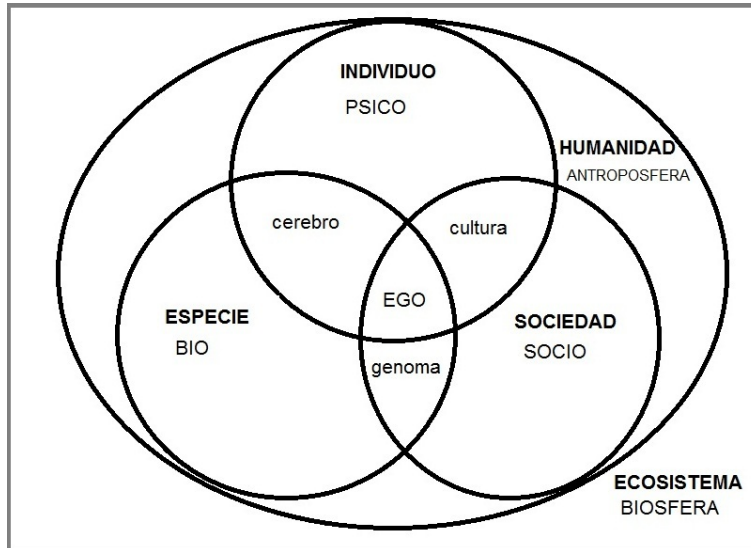 INDIVIDUO
PSICO
HUMANIDAD
ANTROPOSFERA
cerebro
cultura
EGO
ESPECIE
BIO
SOCIEDAD
SOCIO
genoma
ECOSISTEMA
BIOSFERA